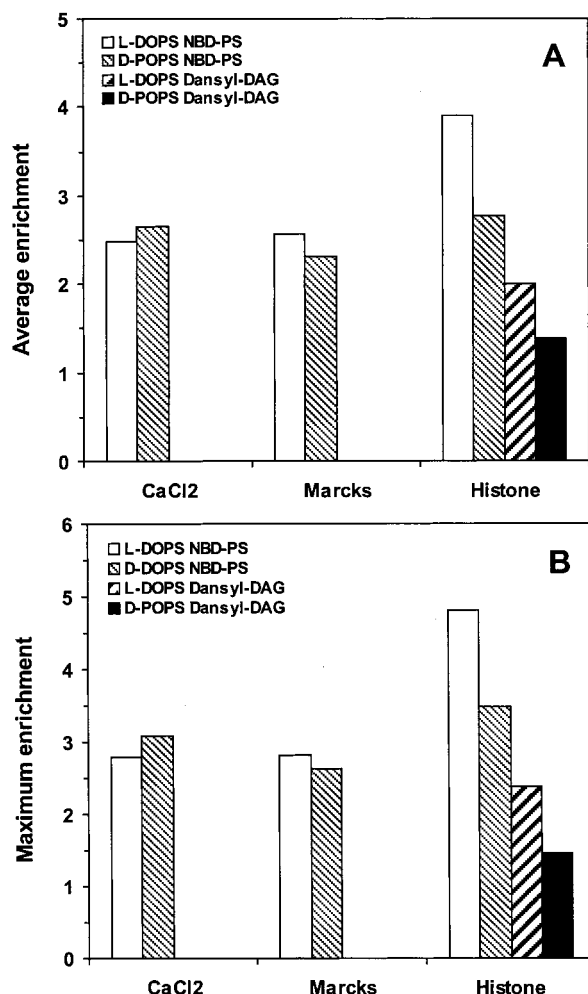 5
L-DOPS NBD-PS
D-POPS NBD-PS
L-DOPS Dansyl-DAG
D-POPS Dansyl-DAG
A
4
3
2
1
0
Average enrichment
CaCl2 Marcks Histone
6
L-DOPS NBD-PS
D-DOPS NBD-PS
L-DOPS Dansyl-DAG
D-POPS Dansyl-DAG
B
5
4
3
2
1
0
Maximum enrichment
CaCl2 Marcks Histone